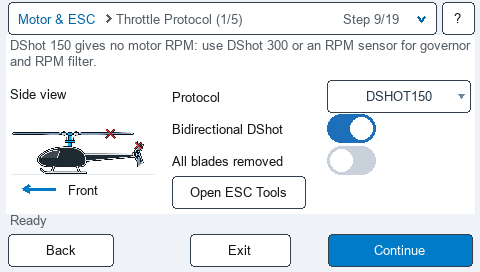 Motor & ESC > Throttle Protocol (1/5) Step 9/19 ?
DShot 150 gives no motor RPM: use DShot 300 or an RPM sensor for governor
and RPM filter.
Side view
Protocol DSHOT150
Bidirectional DShot
All blades removed
Front
Open ESC Tools
Ready
Back Exit Continue